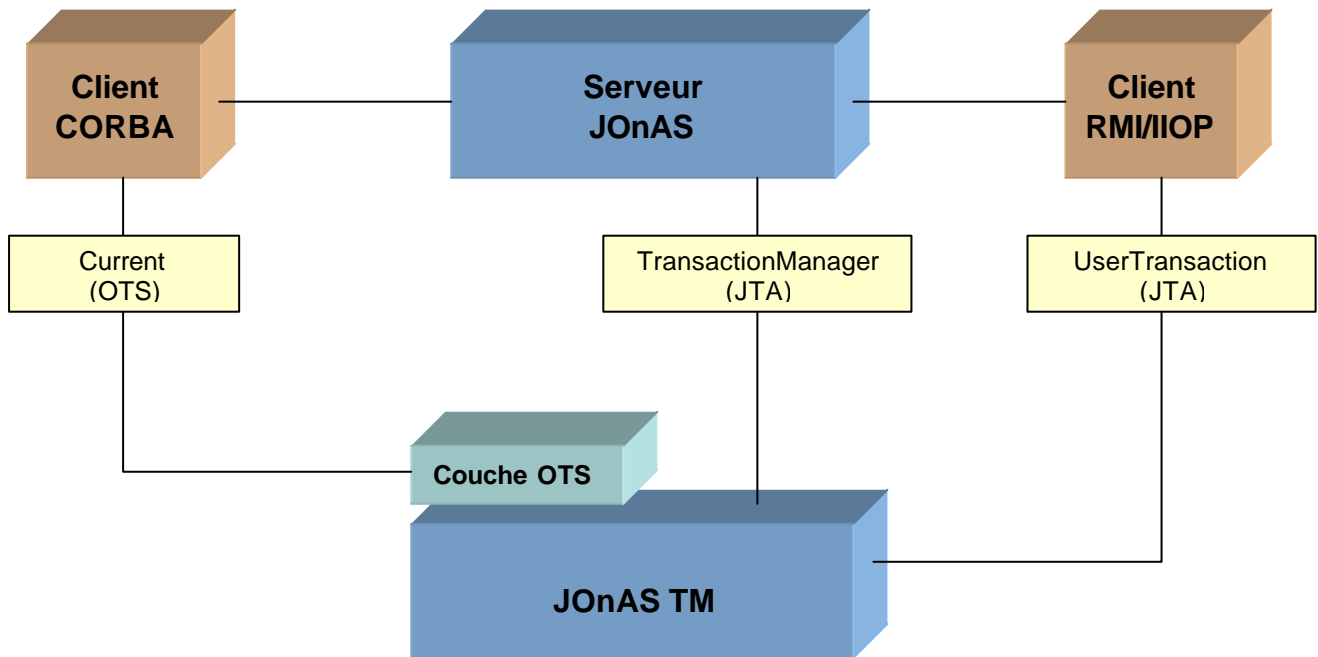 Client
CORBA
Serveur
JOnAS
Client
RMI/IIOP
Current
(OTS)
TransactionManager
(JTA)
UserTransaction
(JTA)
Couche OTS
JOnAS TM